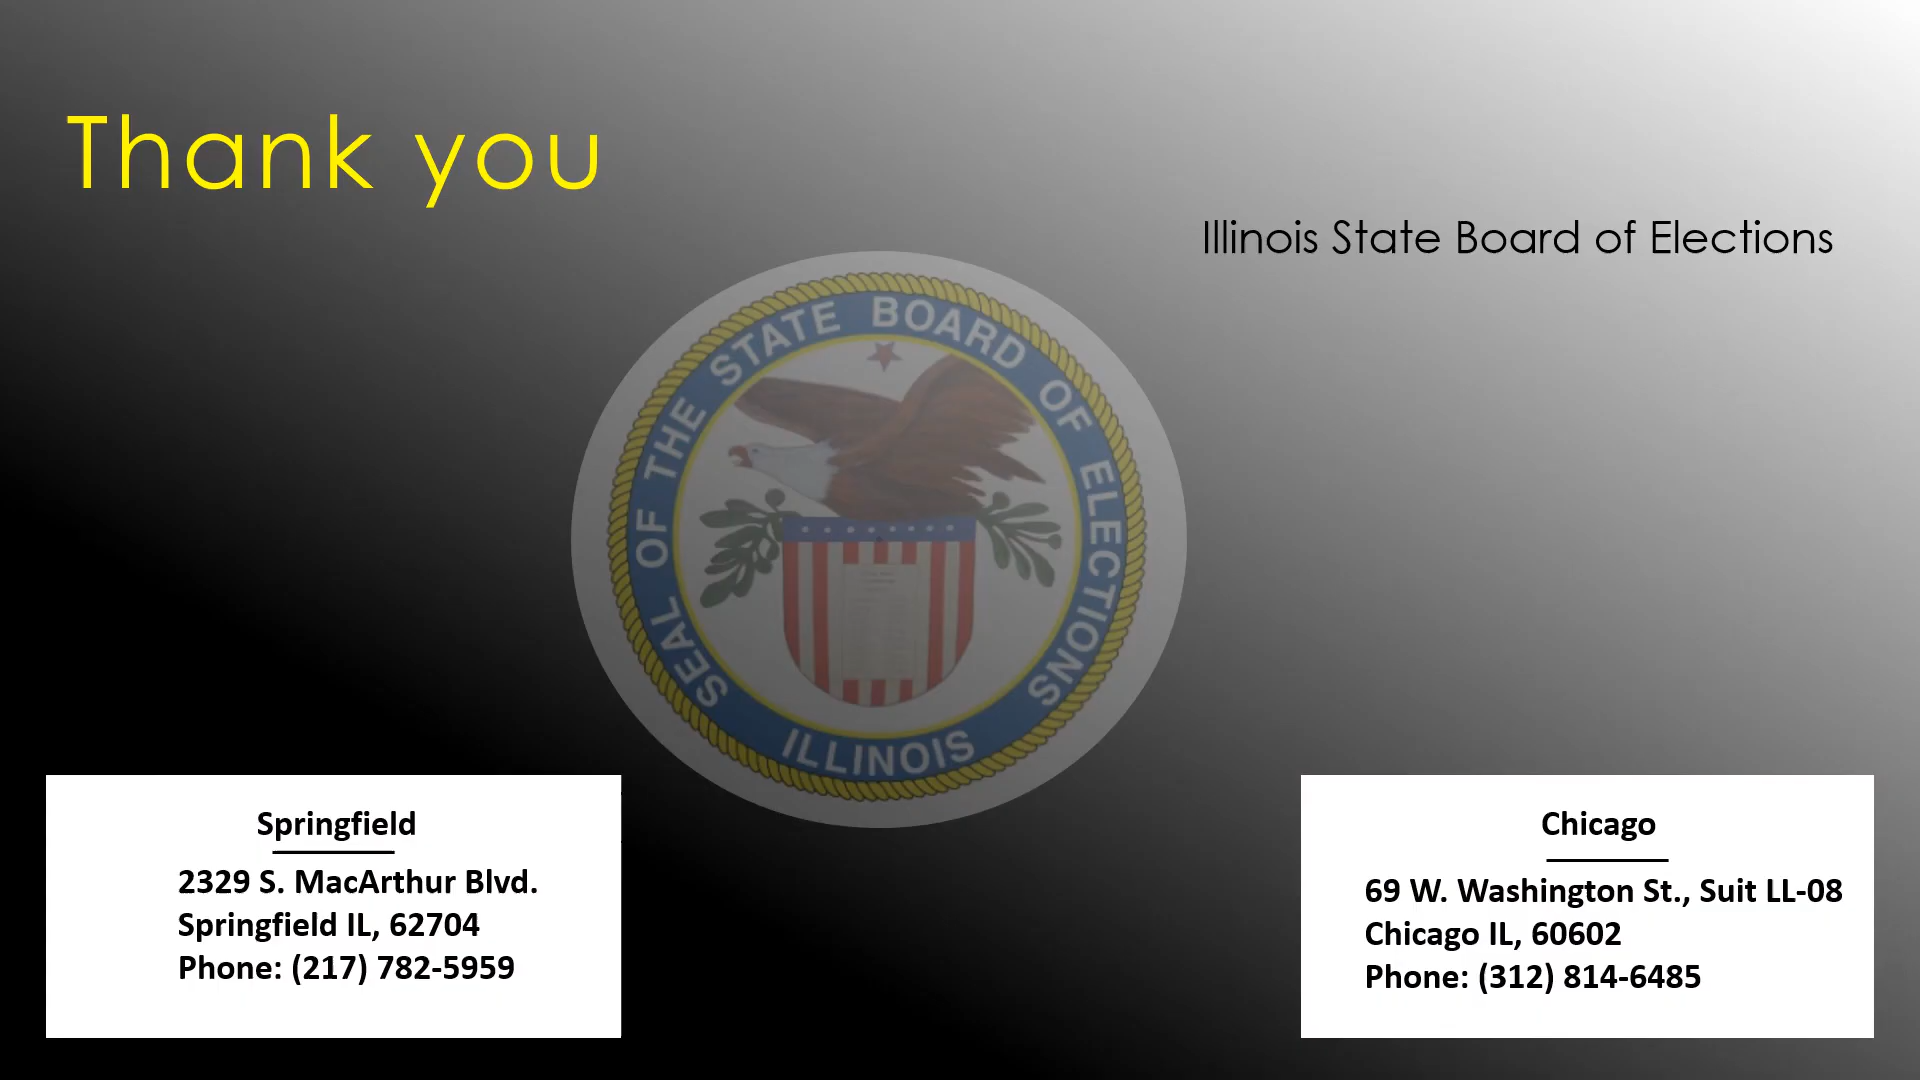 Thank you
Illinois State Board of Elections
SEAL OF THE STATE BOARD OF ELECTIONS
ILLINOIS
Springfield
2329 S. MacArthur Blvd.
Springfield IL, 62704
Phone: (217) 782-5959
Chicago
69 W. Washington St., Suit LL-08
Chicago IL, 60602
Phone: (312) 814-6485